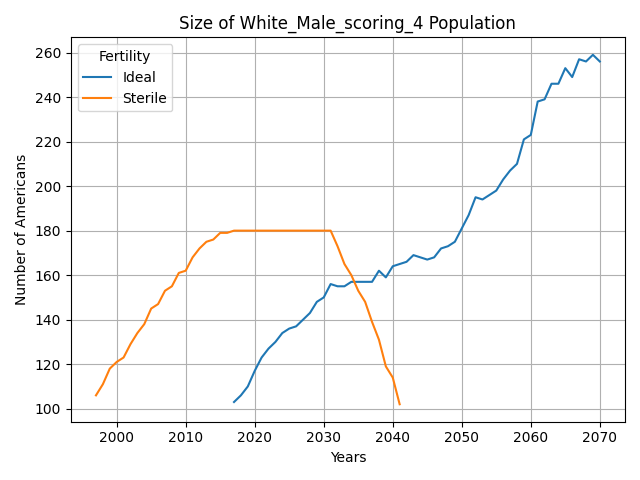 Size of White_Male_scoring_4 Population
Fertility
Ideal
Sterile
Number of Americans
260
240
220
200
180
160
140
120
100
2000 2010 2020 2030 2040 2050 2060 2070
Years